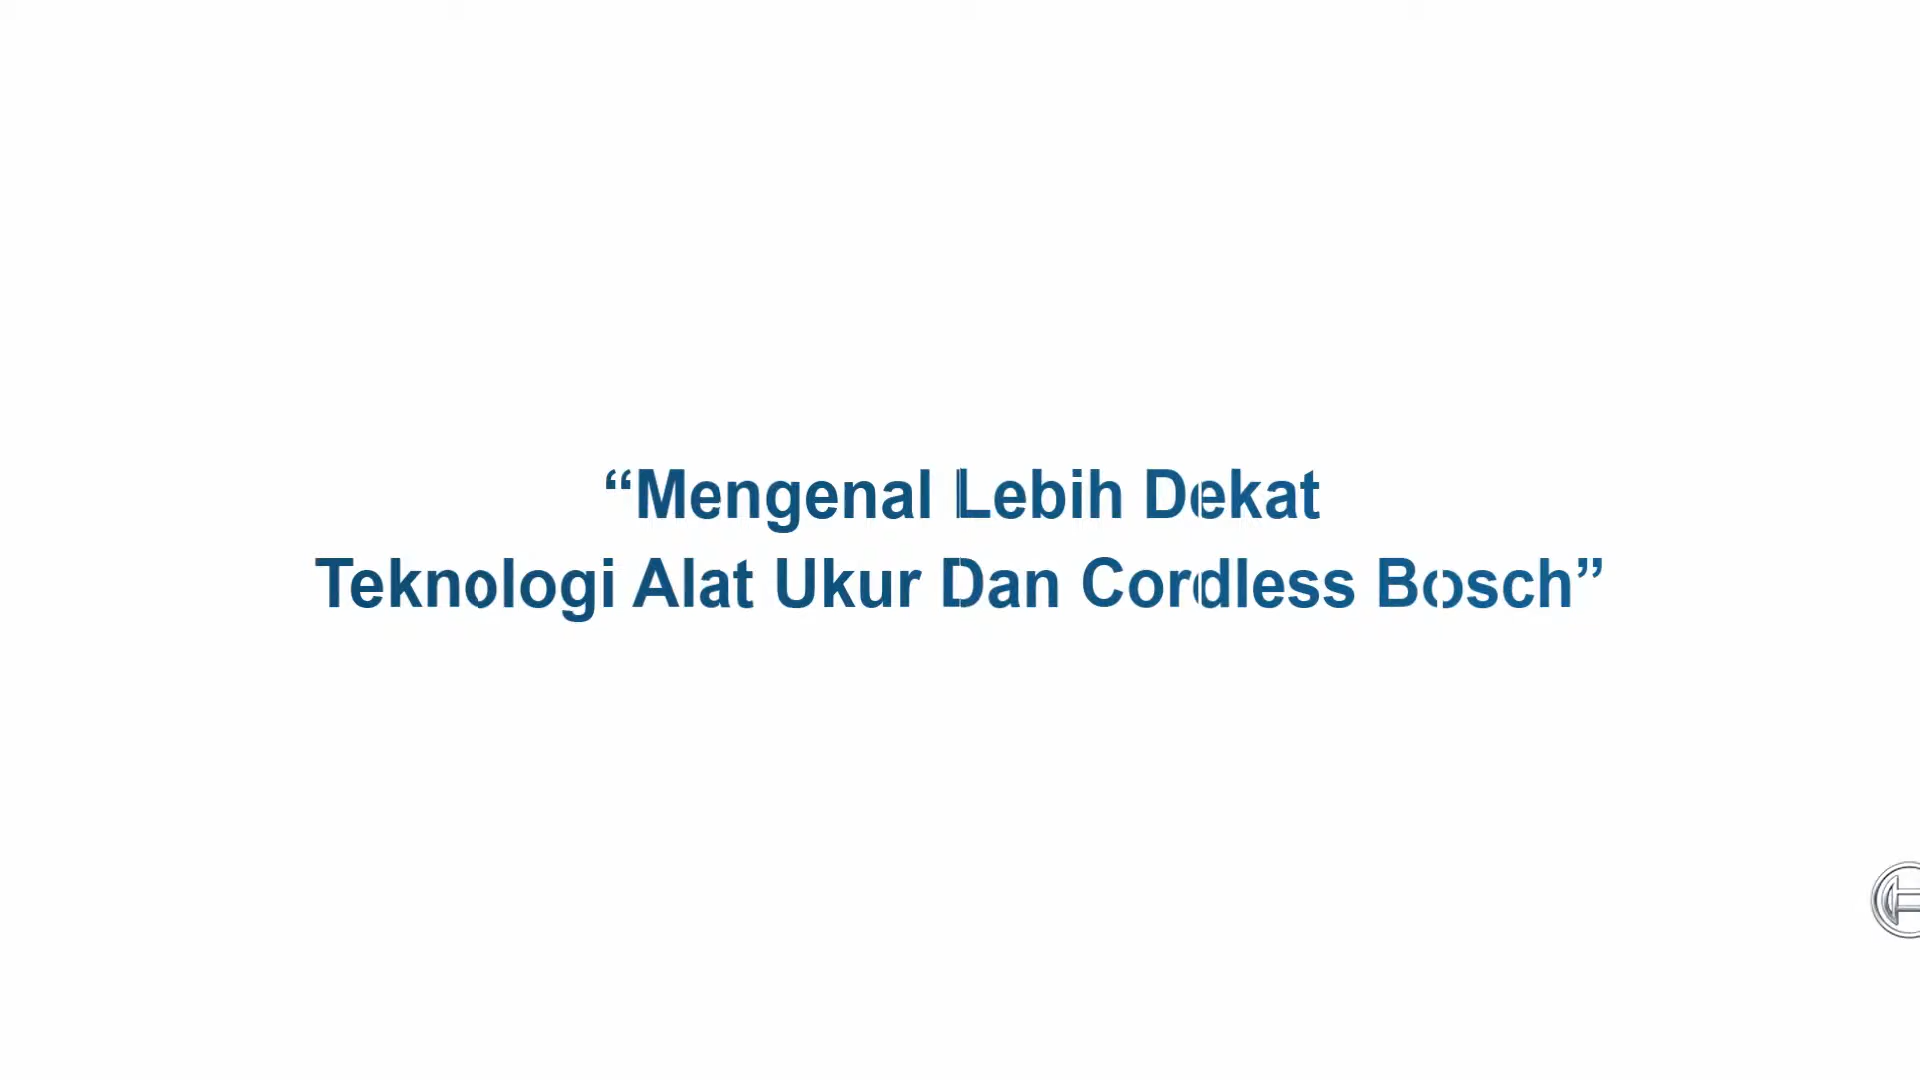 “Mengenal Lebih Dekat
Teknologi Alat Ukur Dan Cordless Bosch”